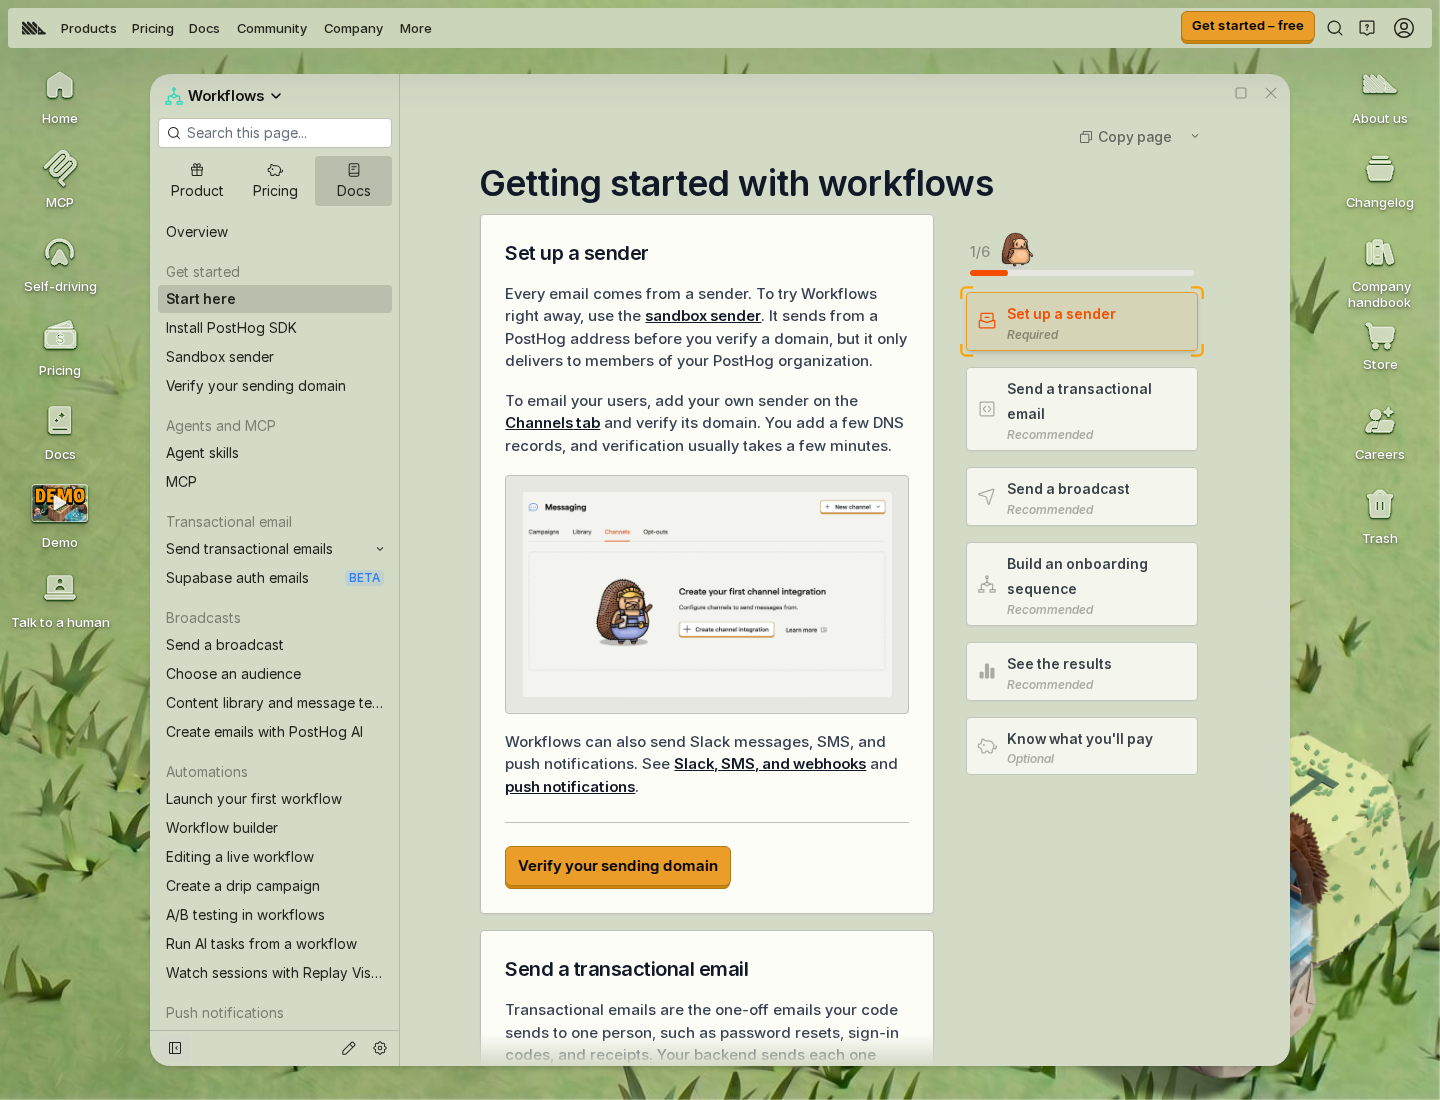 Products Pricing Docs Community Company More
Get started – free
Home
MCP
Self-driving
Pricing
Docs
DEMO
Demo
Talk to a human
Workflows
Search this page...
Product Pricing Docs
Overview
Get started
Start here
Install PostHog SDK
Sandbox sender
Verify your sending domain
Agents and MCP
Agent skills
MCP
Transactional email
Send transactional emails
Supabase auth emails BETA
Broadcasts
Send a broadcast
Choose an audience
Content library and message te...
Create emails with PostHog AI
Automations
Launch your first workflow
Workflow builder
Editing a live workflow
Create a drip campaign
A/B testing in workflows
Run AI tasks from a workflow
Watch sessions with Replay Vis...
Push notifications
Copy page
Getting started with workflows
Set up a sender
Every email comes from a sender. To try Workflows
right away, use the sandbox sender. It sends from a
PostHog address before you verify a domain, but it only
delivers to members of your PostHog organization.
To email your users, add your own sender on the
Channels tab and verify its domain. You add a few DNS
records, and verification usually takes a few minutes.
Messaging
New channel
Campaigns Library Channels Opt-outs
Create your first channel integration
Configure channels to send messages from.
Create channel integration Learn more
Workflows can also send Slack messages, SMS, and
push notifications. See Slack, SMS, and webhooks and
push notifications.
Verify your sending domain
Send a transactional email
Transactional emails are the one-off emails your code
sends to one person, such as password resets, sign-in
codes, and receipts. Your backend sends each one
1/6
Set up a sender
Required
Send a transactional
email
Recommended
Send a broadcast
Recommended
Build an onboarding
sequence
Recommended
See the results
Recommended
Know what you'll pay
Optional
About us
Changelog
Company
handbook
Store
Careers
Trash